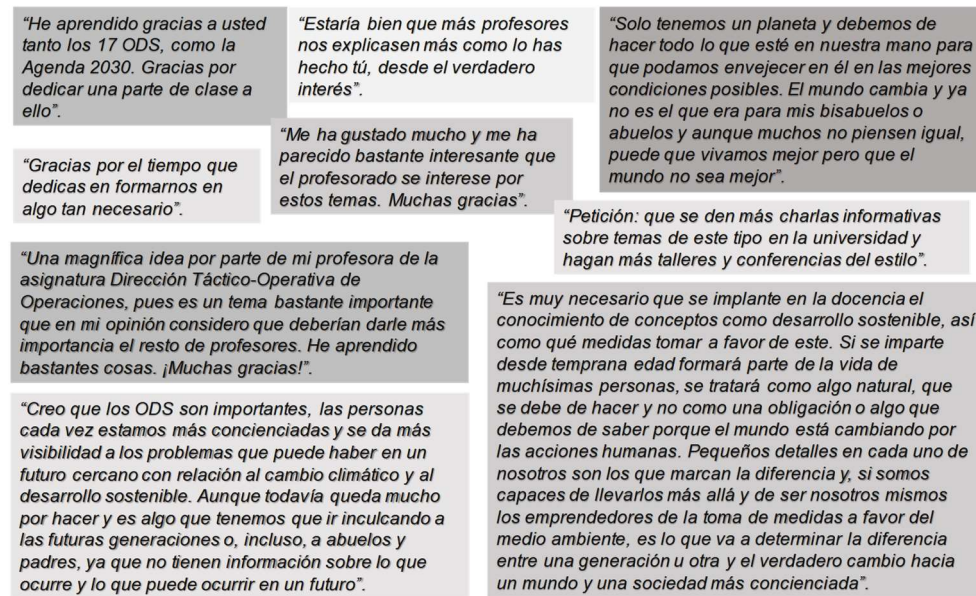 “He aprendido gracias a usted
tanto los 17 ODS, como la
Agenda 2030. Gracias por
dedicar una parte de clase a
ello”.
“Estaría bien que más profesores
nos explicasen más como lo has
hecho tú, desde el verdadero
interés”.
“Solo tenemos un planeta y debemos de
hacer todo lo que esté en nuestra mano para
que podamos envejecer en él en las mejores
condiciones posibles. El mundo cambia y ya
no es el que era para mis bisabuelos o
abuelos y aunque muchos no piensen igual,
puede que vivamos mejor pero que el
mundo no sea mejor”.
“Me ha gustado mucho y me ha
parecido bastante interesante que
el profesorado se interese por
estos temas. Muchas gracias”.
“Gracias por el tiempo que
dedicas en formarnos en
algo tan necesario”.
“Petición: que se den más charlas informativas
sobre temas de este tipo en la universidad y
hagan más talleres y conferencias del estilo”.
“Una magnífica idea por parte de mi profesora de la
asignatura Dirección Táctico-Operativa de
Operaciones, pues es un tema bastante importante
que en mi opinión considero que deberían darle más
importancia el resto de profesores. He aprendido
bastantes cosas. ¡Muchas gracias!”.
“Es muy necesario que se implante en la docencia el
conocimiento de conceptos como desarrollo sostenible, así
como qué medidas tomar a favor de este. Si se imparte
desde temprana edad formará parte de la vida de
muchísimas personas, se tratará como algo natural, que
se debe de hacer y no como una obligación o algo que
debemos de saber porque el mundo está cambiando por
las acciones humanas. Pequeños detalles en cada uno de
nosotros son los que marcan la diferencia y, si somos
capaces de llevarlos más allá y de ser nosotros mismos
los emprendedores de la toma de medidas a favor del
medio ambiente, es lo que va a determinar la diferencia
entre una generación u otra y el verdadero cambio hacia
un mundo y una sociedad más concienciada”.
“Creo que los ODS son importantes, las personas
cada vez estamos más concienciadas y se da más
visibilidad a los problemas que puede haber en un
futuro cercano con relación al cambio climático y al
desarrollo sostenible. Aunque todavía queda mucho
por hacer y es algo que tenemos que ir inculcando a
las futuras generaciones o, incluso, a abuelos y
padres, ya que no tienen información sobre lo que
ocurre y lo que puede ocurrir en un futuro”.